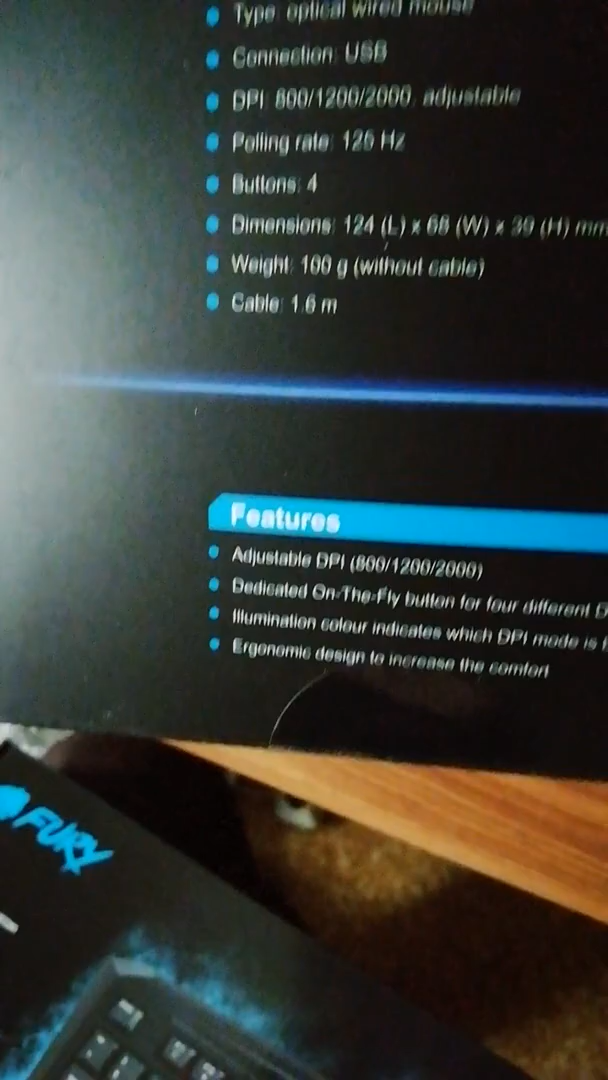 Type: optical wired mouse
Connection: USB
DPI: 800/1200/2000, adjustable
Polling rate: 125 Hz
Buttons: 4
Dimensions: 124 (L) x 68 (W) x 39 (H) mm
Weight: 100 g (without cable)
Cable: 1.6 m
Features
Adjustable DPI (800/1200/2000)
Dedicated On-The-Fly button for four different
Illumination colour indicates which DPI mode is
Ergonomic design to increase the comfort
FURY